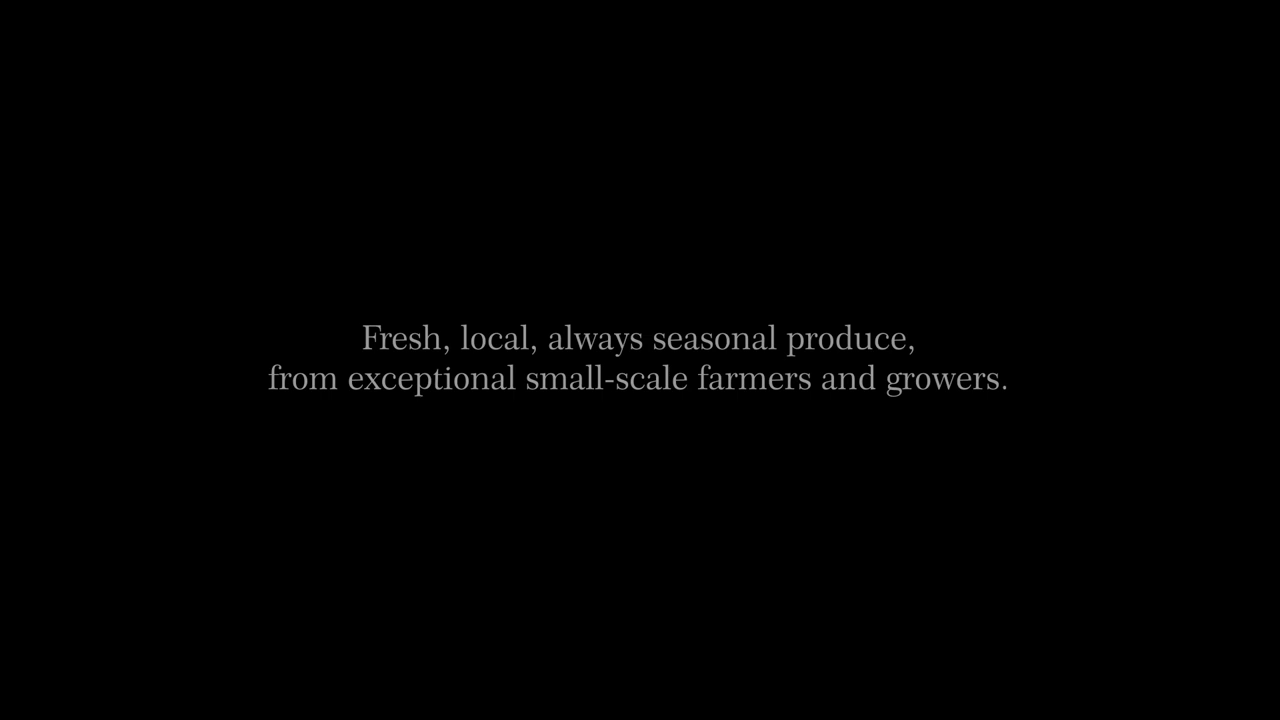 Fresh, local, always seasonal produce,
from exceptional small-scale farmers and growers.